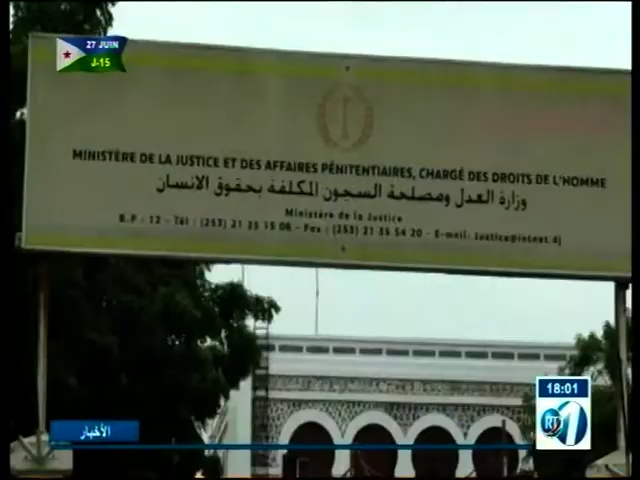 27 JUIN
J-15
MINISTÈRE DE LA JUSTICE ET DES AFFAIRES PÉNITENTIAIRES, CHARGÉ DES DROITS DE L'HOMME
وزارة العدل ومصلحة السجون المكلفة بحقوق الانسان
Ministère de la Justice
B.P : 12 - Tél : (253) 21 35 15 06 - Fax : (253) 21 35 54 20 - E-mail: Justice@intnet.dj
18:01
RTD 1
الأخبار